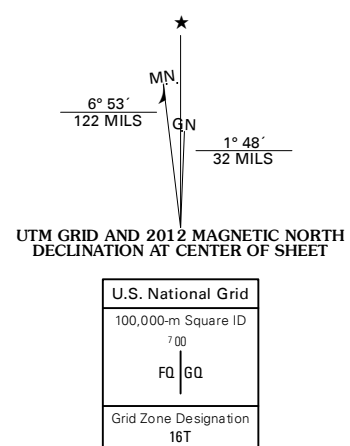 ★
MN.
6° 53´
122 MILS
GN
1° 48´
32 MILS
UTM GRID AND 2012 MAGNETIC NORTH
DECLINATION AT CENTER OF SHEET
U.S. National Grid
100,000-m Square ID
7 00
FQ GQ
Grid Zone Designation
16T